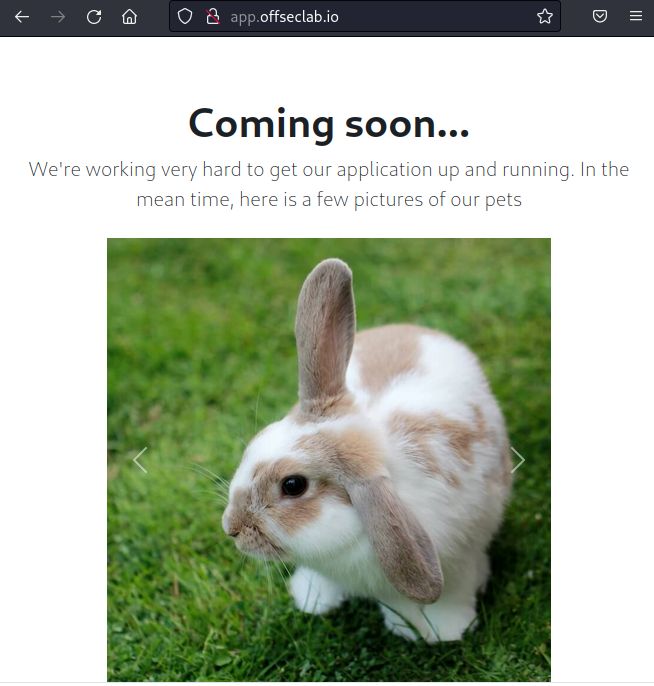 app.offseclab.io
Coming soon...
We're working very hard to get our application up and running. In the
mean time, here is a few pictures of our pets